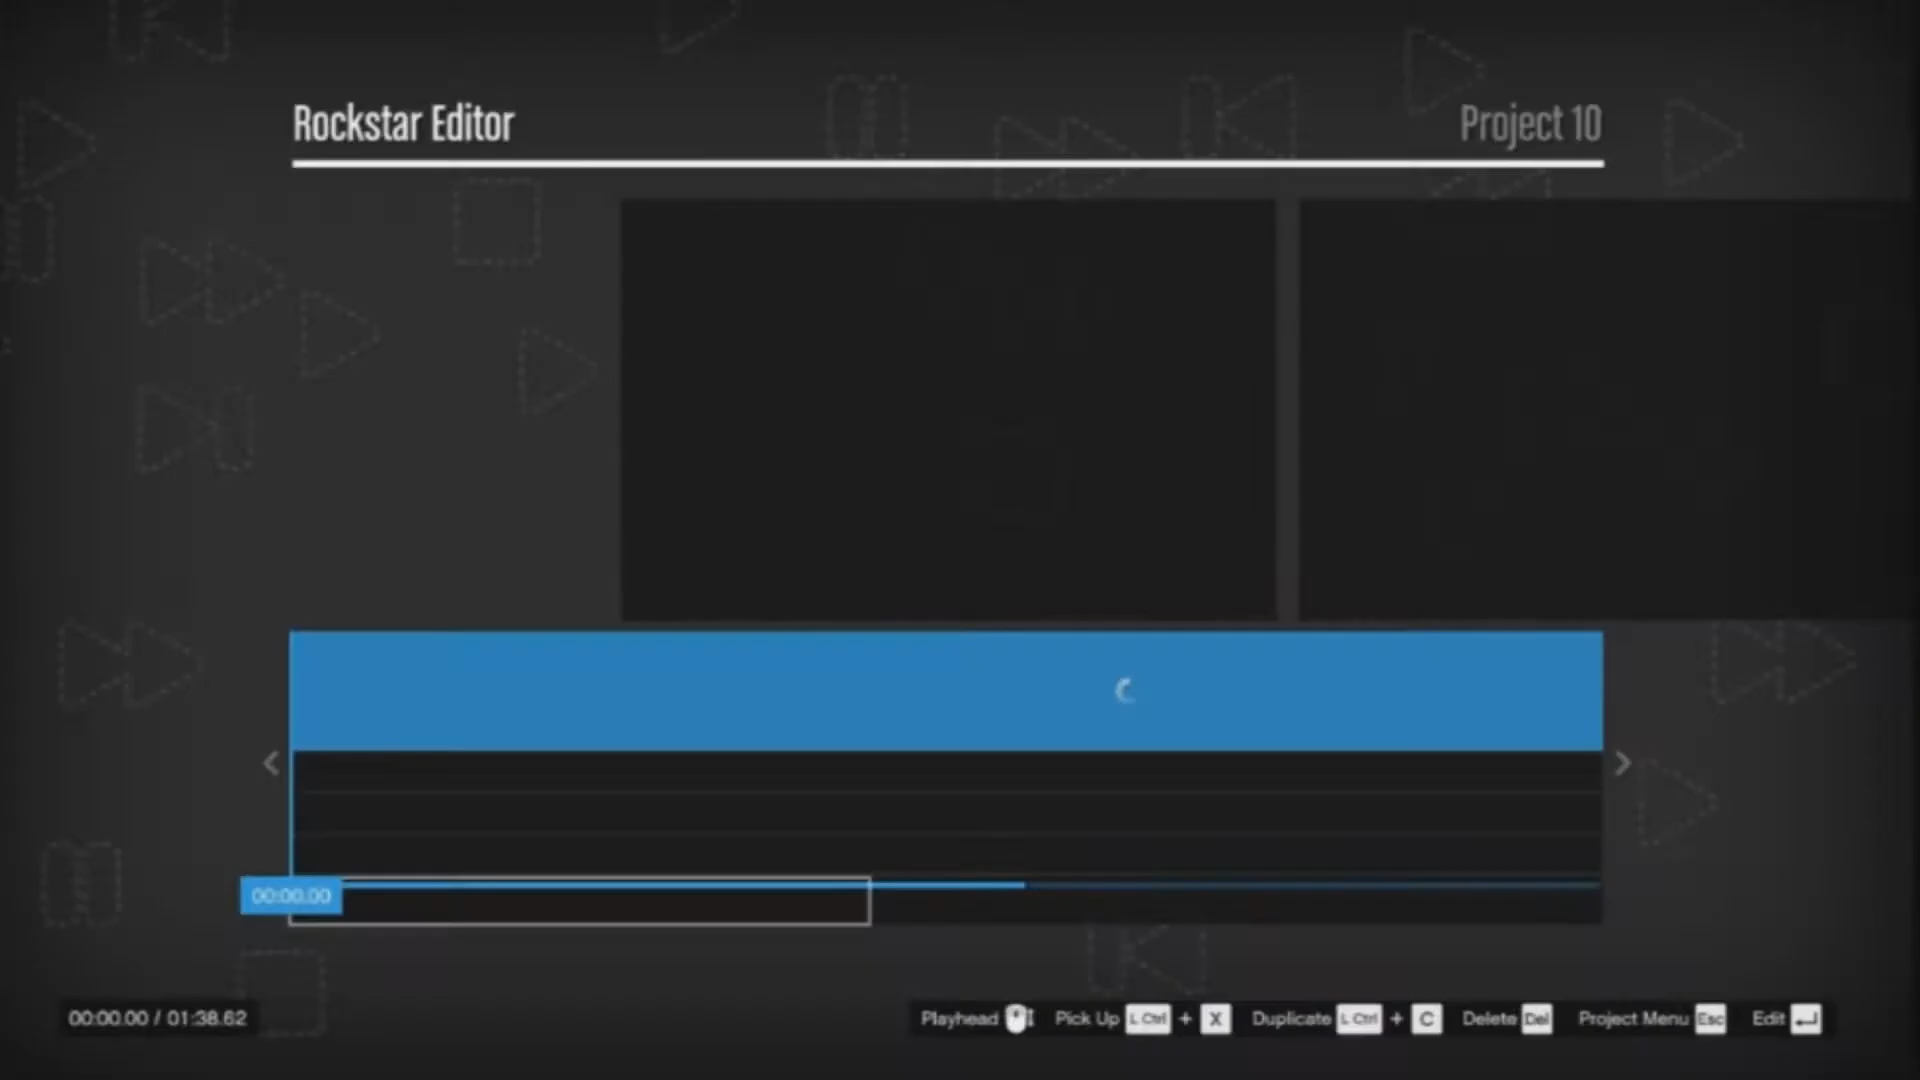 Rockstar Editor
Project 10
00:00.00
00:00.00 / 01:38.62
Playhead Pick Up L Ctrl + X Duplicate L Ctrl + C Delete Del Project Menu Esc Edit